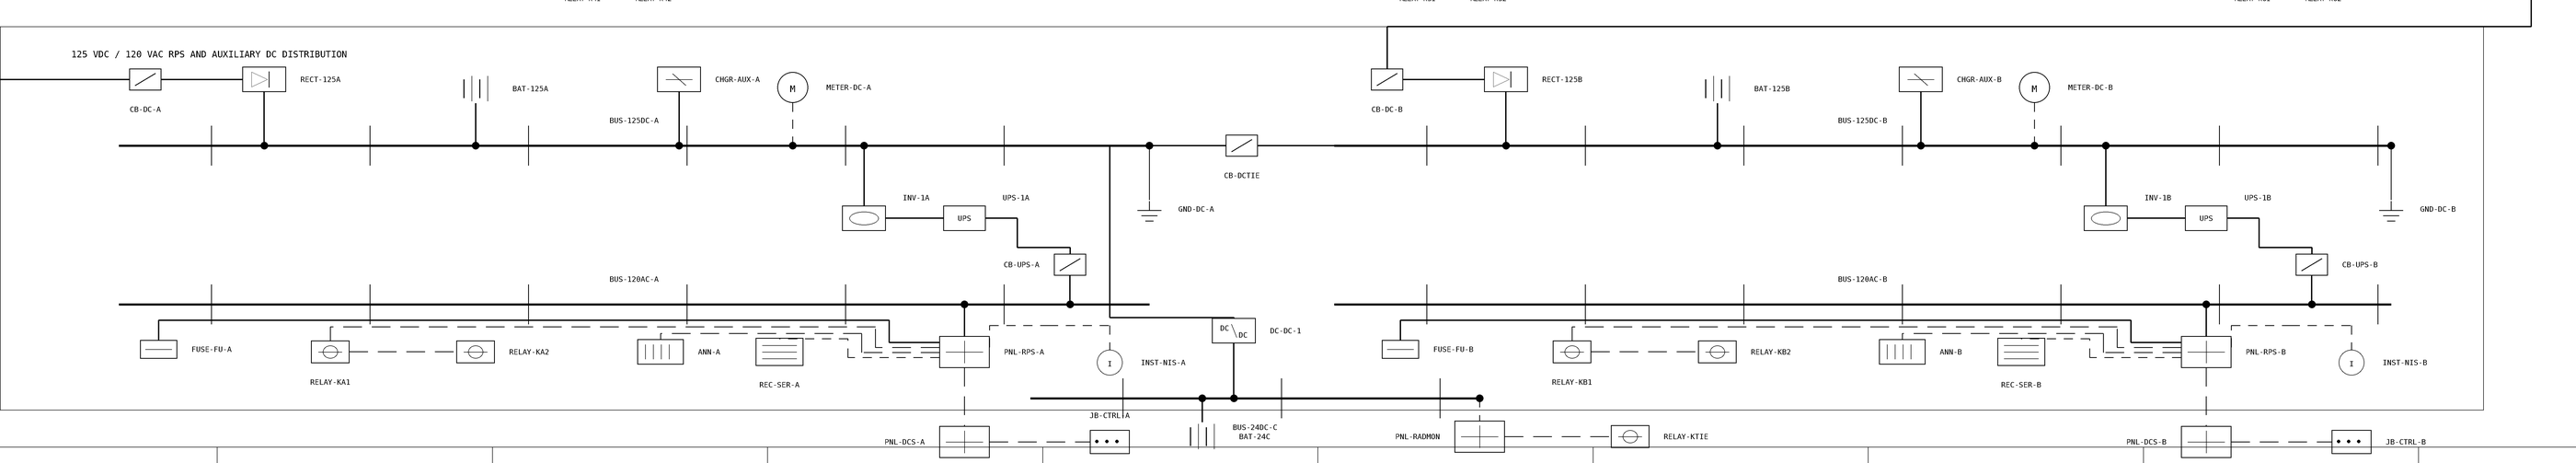 125 VDC / 120 VAC RPS AND AUXILIARY DC DISTRIBUTION
RECT-125A
BAT-125A
CHGR-AUX-A
M
METER-DC-A
CB-DC-A
BUS-125DC-A
RECT-125B
BAT-125B
CHGR-AUX-B
M
METER-DC-B
CB-DC-B
BUS-125DC-B
CB-DCTIE
INV-1A
UPS-1A
UPS
GND-DC-A
INV-1B
UPS-1B
UPS
GND-DC-B
CB-UPS-A
CB-UPS-B
BUS-120AC-A
BUS-120AC-B
FUSE-FU-A
RELAY-KA1
RELAY-KA2
ANN-A
REC-SER-A
PNL-RPS-A
I
INST-NIS-A
DC
DC
DC-DC-1
FUSE-FU-B
RELAY-KB1
RELAY-KB2
ANN-B
REC-SER-B
PNL-RPS-B
I
INST-NIS-B
JB-CTRL-A
PNL-DCS-A
BUS-24DC-C
BAT-24C
PNL-RADMON
RELAY-KTIE
PNL-DCS-B
JB-CTRL-B